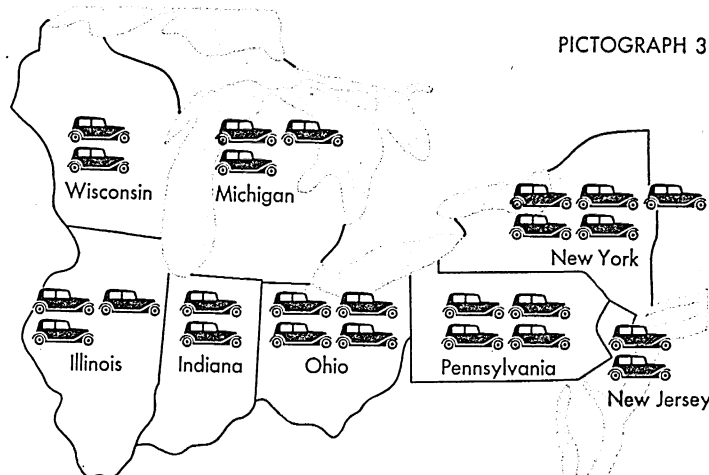 PICTOGRAPH 3
Wisconsin
Michigan
New York
Illinois
Indiana
Ohio
Pennsylvania
New Jersey